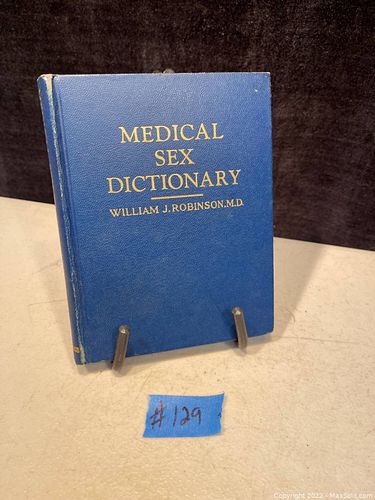 MEDICAL
SEX
DICTIONARY
WILLIAM J. ROBINSON, M.D.
#129
Copyright 2022 - MaxSold.com